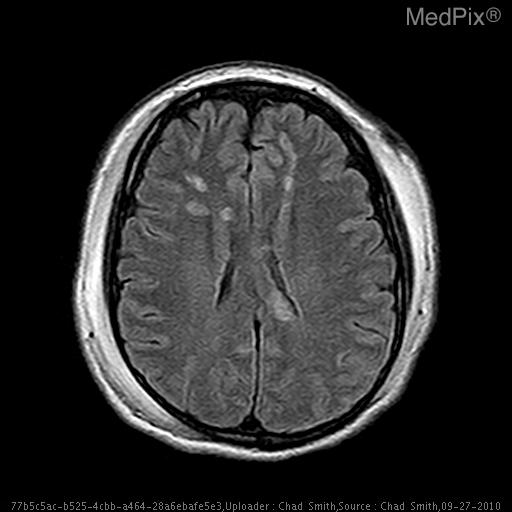 MedPix®
77b5c5ac-b525-4cbb-a464-28a6ebafe5e3,Uploader : Chad Smith,Source : Chad Smith,09-27-2010